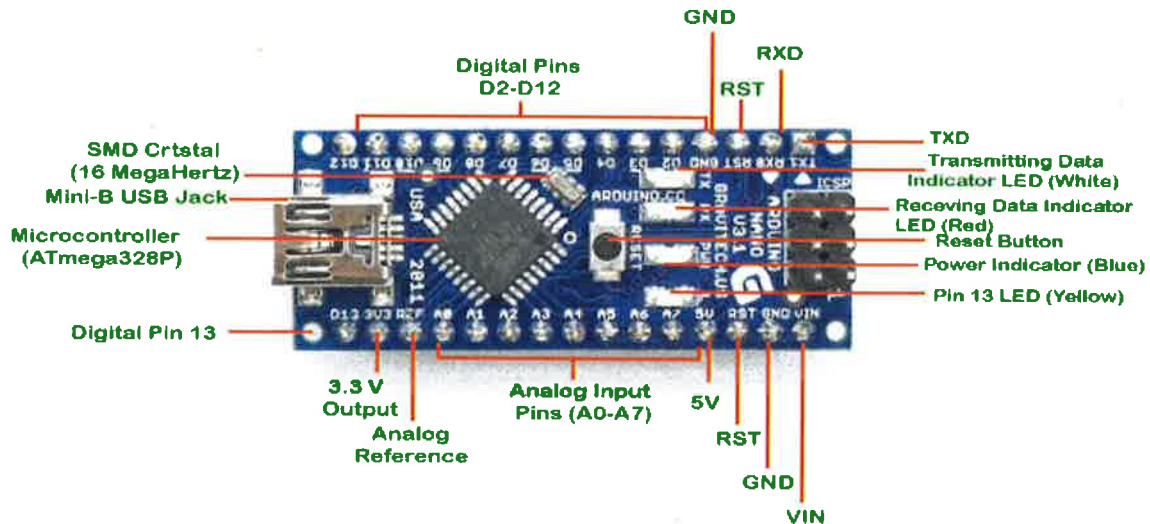 GND
RXD
Digital Pins
D2-D12
RST
SMD Crtstal
(16 MegaHertz)
TXD
Transmitting Data
Indicator LED (White)
Mini-B USB Jack
Receving Data Indicator
LED (Red)
Microcontroller
(ATmega328P)
Reset Button
Power Indicator (Blue)
Pin 13 LED (Yellow)
Digital Pin 13
3.3 V
Output
Analog Input
Pins (A0-A7)
5V
Analog
Reference
RST
GND
VIN
D12 D11 D10 D9 D8 D7 D6 D5 D4 D3 D2 GND RST RX0 TX1
ICSP
TX RX
USA
2011
RESET
PWR
ARDUINO
NANO
V3.1
D13 3V3 REF A0 A1 A2 A3 A4 A5 A6 A7 5V RST GND VIN